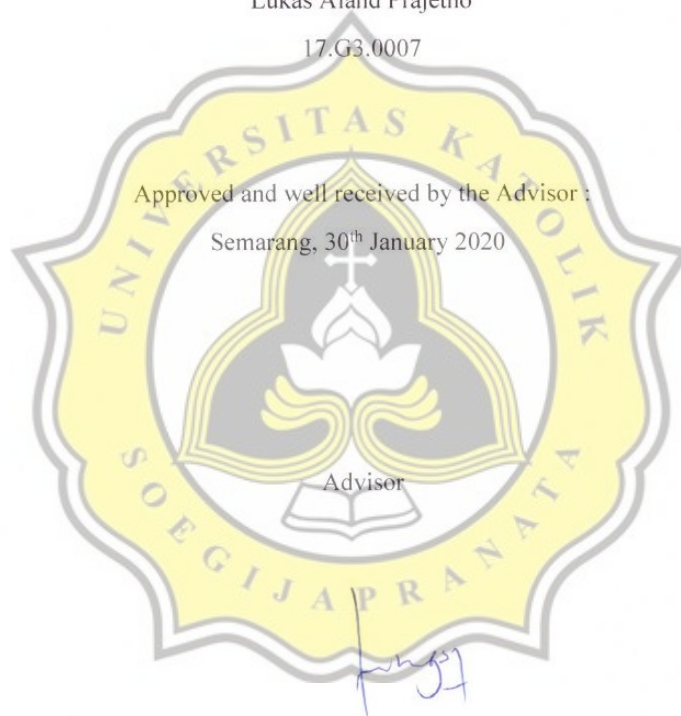 Lukas Aland Prajetno
17.G3.0007
Approved and well received by the Advisor :
Semarang, 30th January 2020
UNIVERSITAS KATOLIK
SOEGIJAPRANATA
Advisor